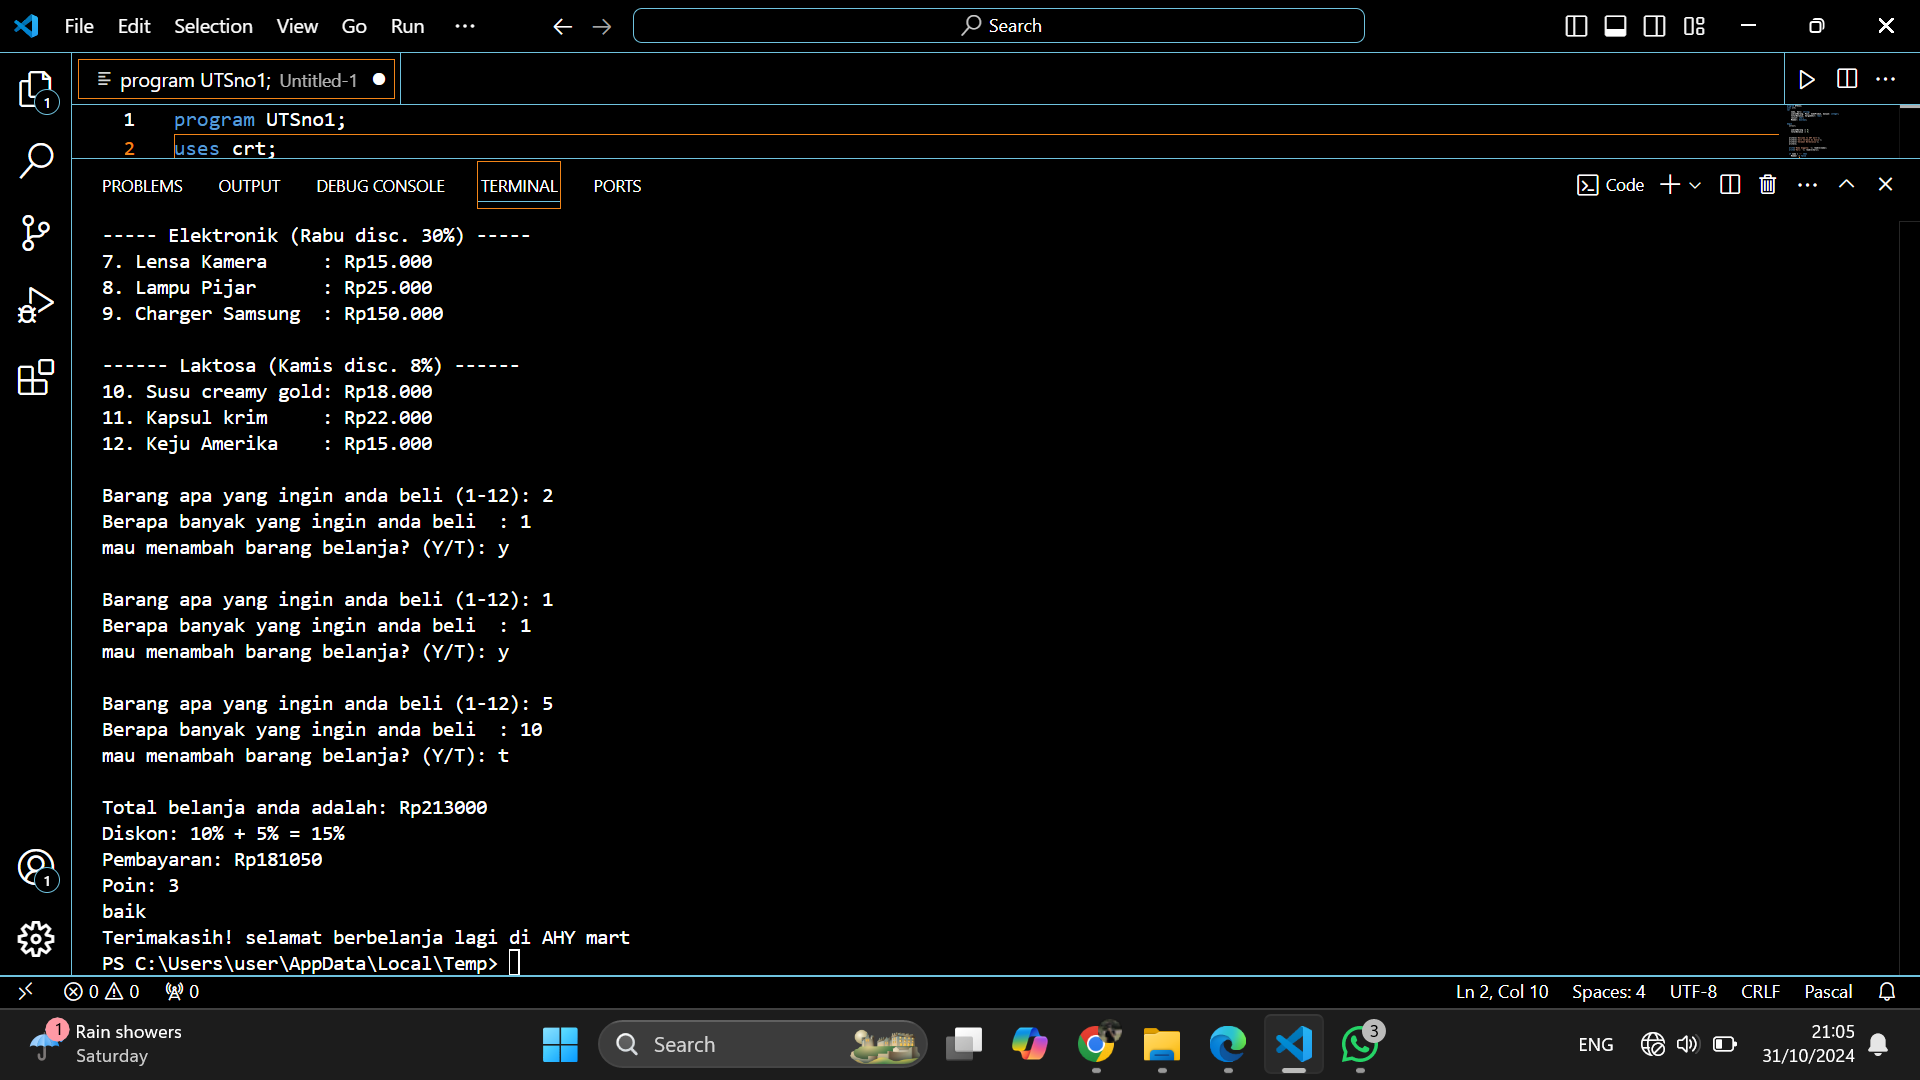 File Edit Selection View Go Run ···
Search
program UTSno1; Untitled-1
1 program UTSno1;
2 uses crt;
PROBLEMS OUTPUT DEBUG CONSOLE TERMINAL PORTS
Code
----- Elektronik (Rabu disc. 30%) -----
7. Lensa Kamera     : Rp15.000
8. Lampu Pijar      : Rp25.000
9. Charger Samsung  : Rp150.000
------ Laktosa (Kamis disc. 8%) ------
10. Susu creamy gold: Rp18.000
11. Kapsul krim     : Rp22.000
12. Keju Amerika    : Rp15.000
Barang apa yang ingin anda beli (1-12): 2
Berapa banyak yang ingin anda beli  : 1
mau menambah barang belanja? (Y/T): y
Barang apa yang ingin anda beli (1-12): 1
Berapa banyak yang ingin anda beli  : 1
mau menambah barang belanja? (Y/T): y
Barang apa yang ingin anda beli (1-12): 5
Berapa banyak yang ingin anda beli  : 10
mau menambah barang belanja? (Y/T): t
Total belanja anda adalah: Rp213000
Diskon: 10% + 5% = 15%
Pembayaran: Rp181050
Poin: 3
baik
Terimakasih! selamat berbelanja lagi di AHY mart
PS C:\Users\user\AppData\Local\Temp>
1
1
0 0 0
Ln 2, Col 10 Spaces: 4 UTF-8 CRLF Pascal
1
Rain showers
Saturday
Search
3
ENG
21:05
31/10/2024